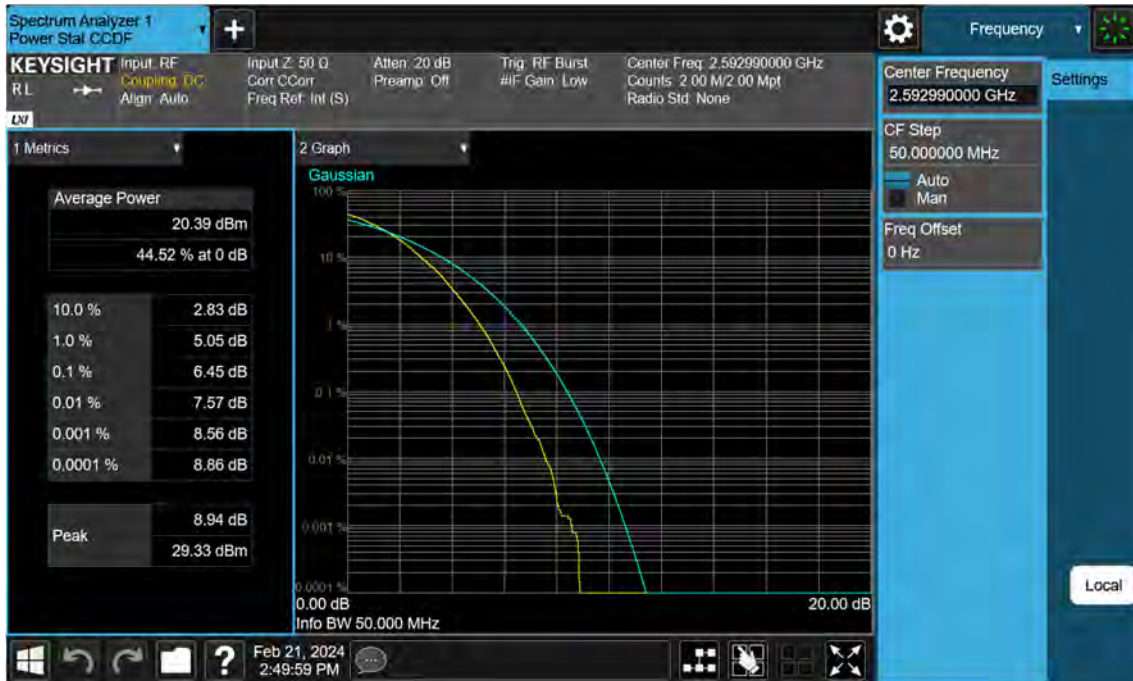 Spectrum Analyzer 1
Power Stat CCDF
+
Frequency
KEYSIGHT
RL
LXI
Input: RF
Coupling: DC
Align: Auto
Input Z: 50 Ω
Corr CCorr
Freq Ref: Int (S)
Atten: 20 dB
Preamp: Off
Trig: RF Burst
#IF Gain: Low
Center Freq: 2.592990000 GHz
Counts: 2.00 M/2.00 Mpt
Radio Std: None
Center Frequency
2.592990000 GHz
Settings
CF Step
50.000000 MHz
Auto
Man
Freq Offset
0 Hz
1 Metrics
Average Power
20.39 dBm
44.52 % at 0 dB
10.0 % 2.83 dB
1.0 % 5.05 dB
0.1 % 6.45 dB
0.01 % 7.57 dB
0.001 % 8.56 dB
0.0001 % 8.86 dB
Peak
8.94 dB
29.33 dBm
2 Graph
Gaussian
100 %
10 %
1 %
0.1 %
0.01 %
0.001 %
0.0001 %
0.00 dB 20.00 dB
Info BW 50.000 MHz
Local
?
Feb 21, 2024
2:49:59 PM